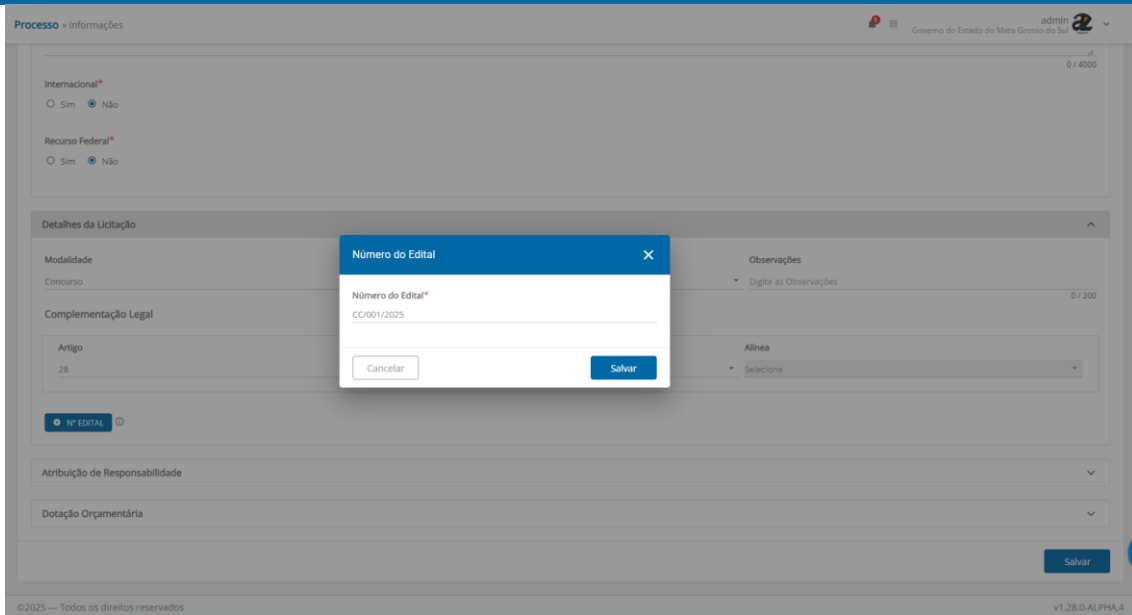 Processo » Informações
admin
Governo do Estado do Mato Grosso do Sul
0 / 4000
Internacional*
Sim Não
Recurso Federal*
Sim Não
Detalhes da Licitação
Modalidade
Concurso
Observações
Digite as Observações
0 / 200
Complementação Legal
Artigo
28
Alínea
Selecione
Nº EDITAL
Número do Edital
Número do Edital*
CC/001/2025
Cancelar Salvar
Atribuição de Responsabilidade
Dotação Orçamentária
Salvar
©2025 — Todos os direitos reservados
v1.28.0-ALPHA.4